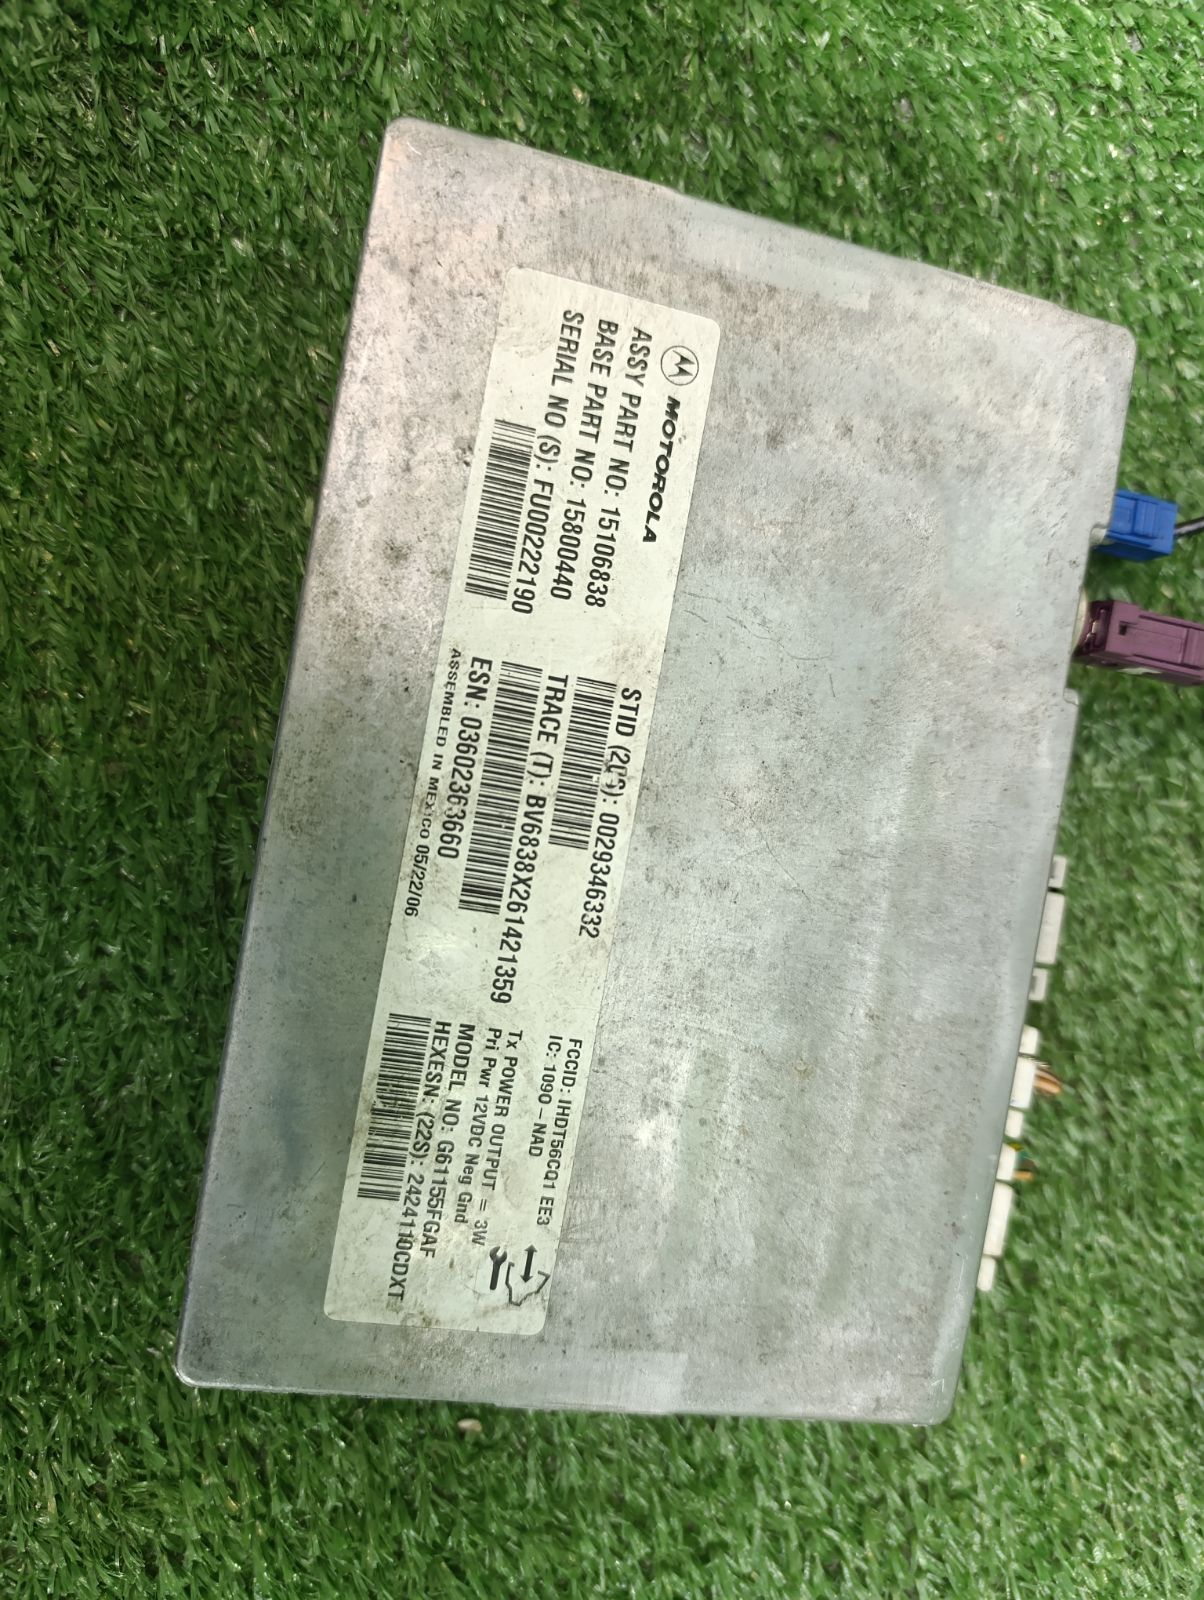 MOTOROLA
ASSY PART NO: 15106838
BASE PART NO: 15800440
SERIAL NO (S): FU00222190
STID (20S): 0029346332
TRACE (T): BV6838X261421359
ESN: 03602363660
ASSEMBLED IN MEXICO 05/22/06
FCCID: IHDT56CQ1 EE3
IC: 1090-NAD
Tx POWER OUTPUT = 3W
Pri Pwr 12VDC Neg Gnd
MODEL NO: G61155FGAF
HEXESN: (22S): 2424110CDXT